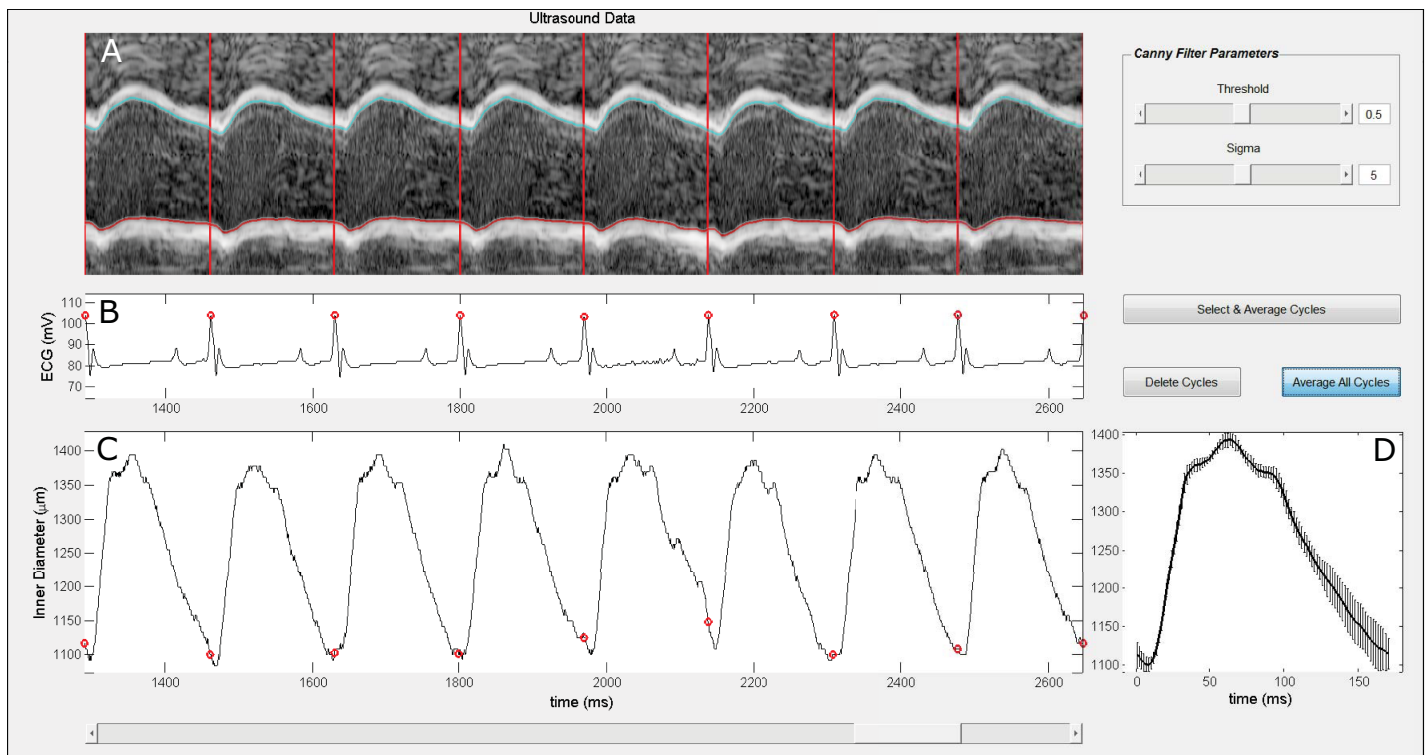 Ultrasound Data
A
Canny Filter Parameters
Threshold
0.5
Sigma
5
B
ECG (mV)
110
100
90
80
70
1400 1600 1800 2000 2200 2400 2600
Select & Average Cycles
Delete Cycles
Average All Cycles
C
Inner Diameter (μm)
1400
1350
1300
1250
1200
1150
1100
1400 1600 1800 2000 2200 2400 2600
time (ms)
D
1400
1350
1300
1250
1200
1150
1100
0 50 100 150
time (ms)